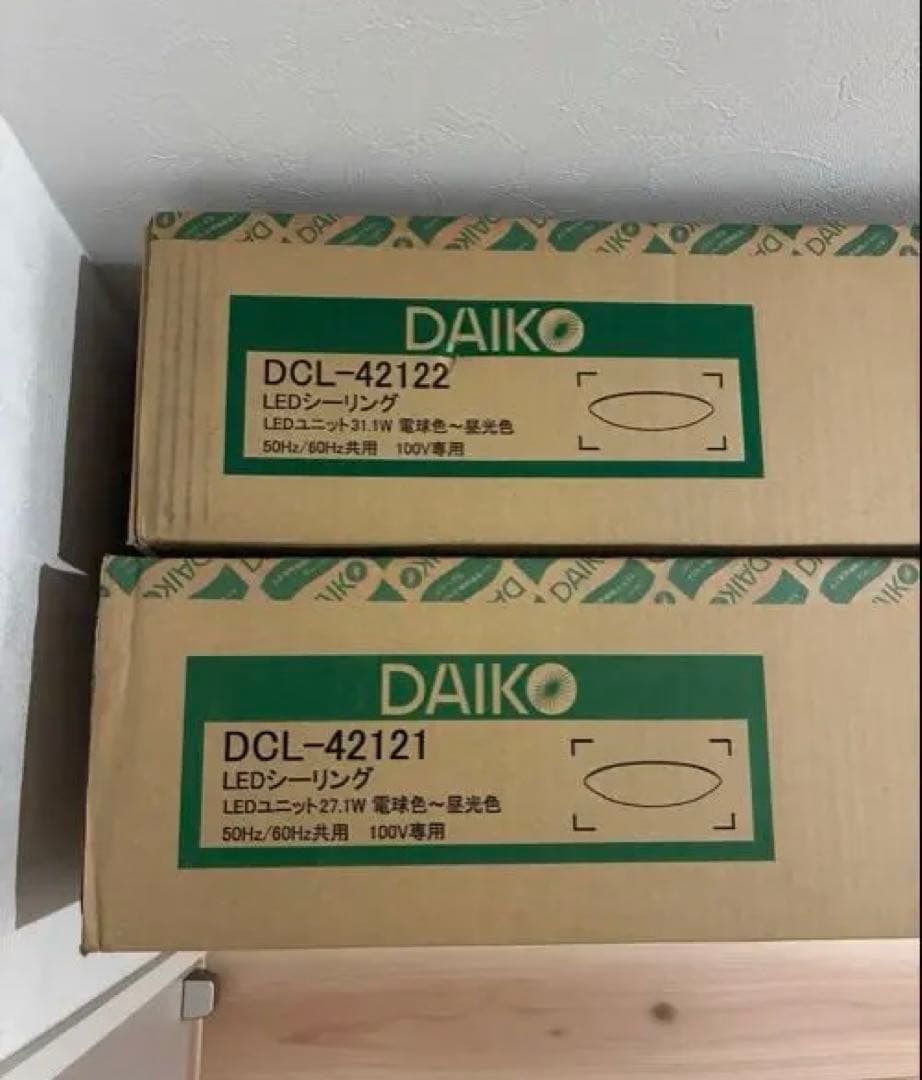 DAIKO
DCL-42122
LEDシーリング
LEDユニット31.1W 電球色～昼光色
50Hz/60Hz共用 100V専用
DAIKO
DCL-42121
LEDシーリング
LEDユニット27.1W 電球色～昼光色
50Hz/60Hz共用 100V専用